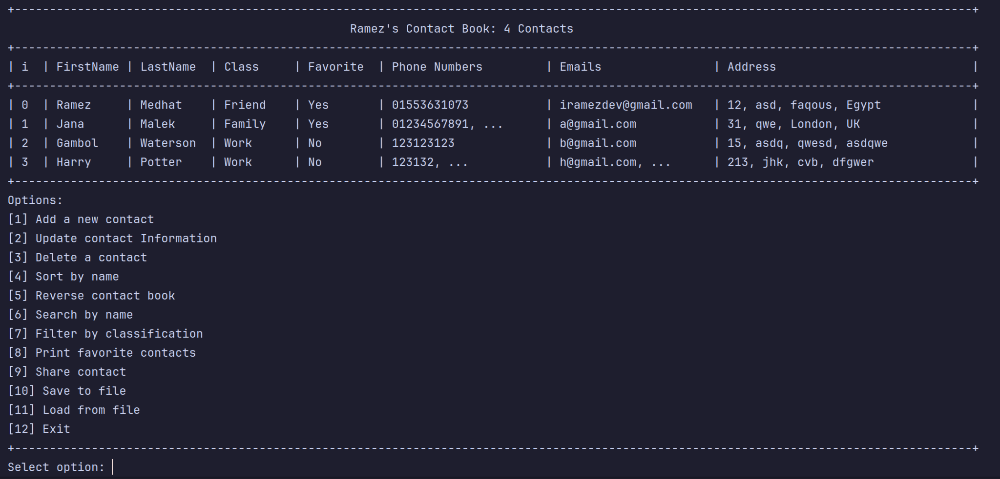 +-----------------------------------------------------------------------------------------------------------------------------------------+
Ramez's Contact Book: 4 Contacts
+-----------------------------------------------------------------------------------------------------------------------------------------+
| i  | FirstName | LastName  | Class     | Favorite  | Phone Numbers         | Emails                | Address                            |
+-----------------------------------------------------------------------------------------------------------------------------------------+
| 0  | Ramez     | Medhat    | Friend    | Yes       | 01553631073           | iramezdev@gmail.com   | 12, asd, faqous, Egypt             |
| 1  | Jana      | Malek     | Family    | Yes       | 01234567891, ...      | a@gmail.com           | 31, qwe, London, UK                |
| 2  | Gambol    | Waterson  | Work      | No        | 123123123             | b@gmail.com           | 15, asdq, qwesd, asdqwe            |
| 3  | Harry     | Potter    | Work      | No        | 123132, ...           | h@gmail.com, ...      | 213, jhk, cvb, dfgwer              |
+-----------------------------------------------------------------------------------------------------------------------------------------+
Options:
[1] Add a new contact
[2] Update contact Information
[3] Delete a contact
[4] Sort by name
[5] Reverse contact book
[6] Search by name
[7] Filter by classification
[8] Print favorite contacts
[9] Share contact
[10] Save to file
[11] Load from file
[12] Exit
+-----------------------------------------------------------------------------------------------------------------------------------------+
Select option: